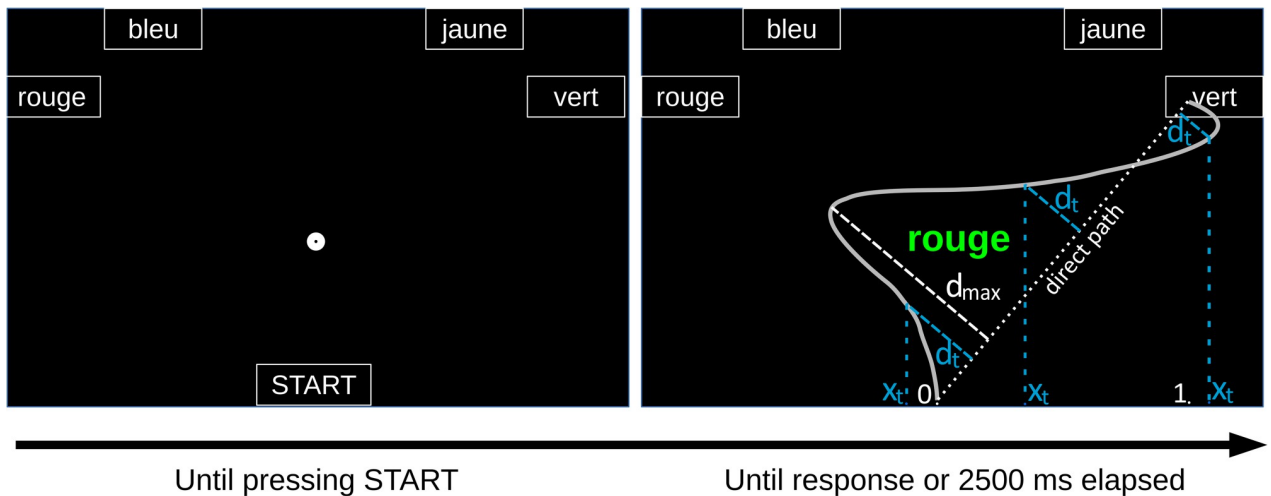 bleu
jaune
rouge
vert
START
bleu
jaune
rouge
vert
dt
dt
rouge
direct path
dmax
dt
xt
0
xt
1
xt
Until pressing START
Until response or 2500 ms elapsed